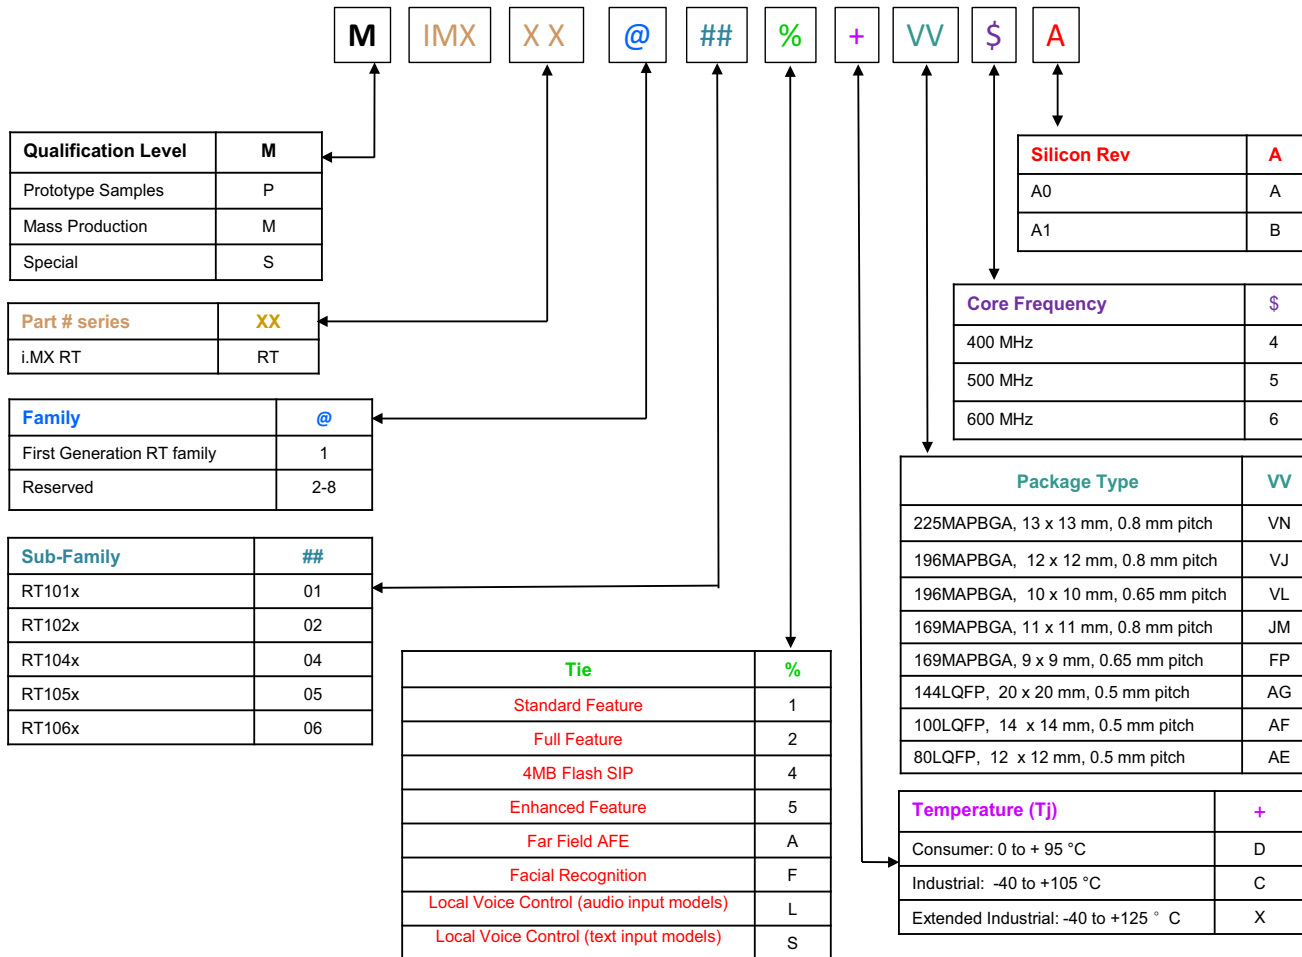 M IMX X X @ ## % + VV $ A
Qualification Level M
Prototype Samples P
Mass Production M
Special S
Part # series XX
i.MX RT RT
Family @
First Generation RT family 1
Reserved 2-8
Sub-Family ##
RT101x 01
RT102x 02
RT104x 04
RT105x 05
RT106x 06
Tie %
Standard Feature 1
Full Feature 2
4MB Flash SIP 4
Enhanced Feature 5
Far Field AFE A
Facial Recognition F
Local Voice Control (audio input models) L
Local Voice Control (text input models) S
Silicon Rev A
A0 A
A1 B
Core Frequency $
400 MHz 4
500 MHz 5
600 MHz 6
Package Type VV
225MAPBGA, 13 x 13 mm, 0.8 mm pitch VN
196MAPBGA, 12 x 12 mm, 0.8 mm pitch VJ
196MAPBGA, 10 x 10 mm, 0.65 mm pitch VL
169MAPBGA, 11 x 11 mm, 0.8 mm pitch JM
169MAPBGA, 9 x 9 mm, 0.65 mm pitch FP
144LQFP, 20 x 20 mm, 0.5 mm pitch AG
100LQFP, 14 x 14 mm, 0.5 mm pitch AF
80LQFP, 12 x 12 mm, 0.5 mm pitch AE
Temperature (Tj) +
Consumer: 0 to + 95 °C D
Industrial: -40 to +105 °C C
Extended Industrial: -40 to +125 ° C X